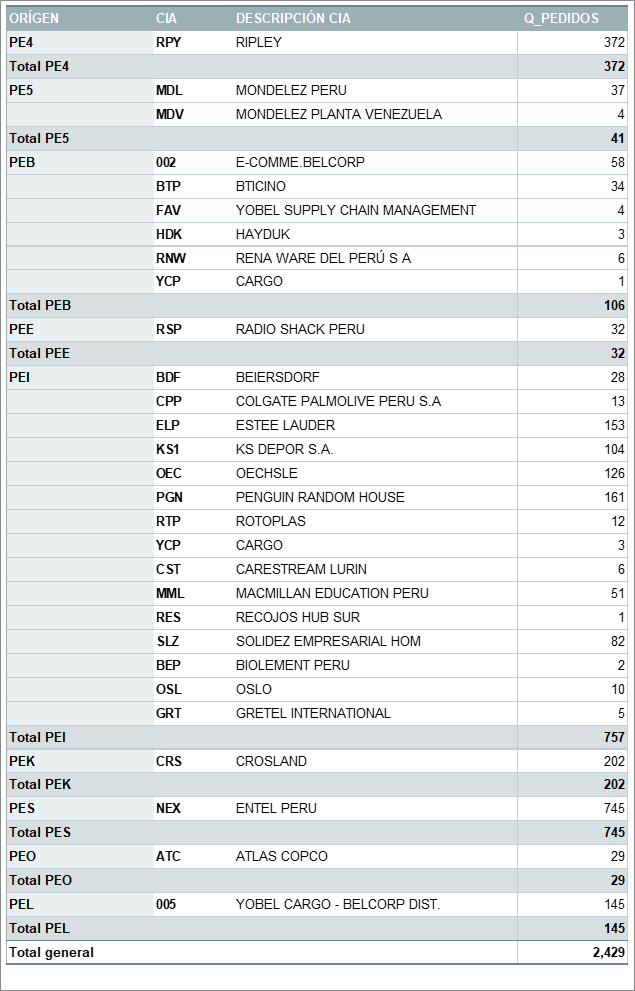 ORÍGEN CIA DESCRIPCIÓN CIA Q_PEDIDOS
PE4 RPY RIPLEY 372
Total PE4 372
PE5 MDL MONDELEZ PERU 37
MDV MONDELEZ PLANTA VENEZUELA 4
Total PE5 41
PEB 002 E-COMME.BELCORP 58
BTP BTICINO 34
FAV YOBEL SUPPLY CHAIN MANAGEMENT 4
HDK HAYDUK 3
RNW RENA WARE DEL PERÚ S A 6
YCP CARGO 1
Total PEB 106
PEE RSP RADIO SHACK PERU 32
Total PEE 32
PEI BDF BEIERSDORF 28
CPP COLGATE PALMOLIVE PERU S.A 13
ELP ESTEE LAUDER 153
KS1 KS DEPOR S.A. 104
OEC OECHSLE 126
PGN PENGUIN RANDOM HOUSE 161
RTP ROTOPLAS 12
YCP CARGO 3
CST CARESTREAM LURIN 6
MML MACMILLAN EDUCATION PERU 51
RES RECOJOS HUB SUR 1
SLZ SOLIDEZ EMPRESARIAL HOM 82
BEP BIOLEMENT PERU 2
OSL OSLO 10
GRT GRETEL INTERNATIONAL 5
Total PEI 757
PEK CRS CROSLAND 202
Total PEK 202
PES NEX ENTEL PERU 745
Total PES 745
PEO ATC ATLAS COPCO 29
Total PEO 29
PEL 005 YOBEL CARGO - BELCORP DIST. 145
Total PEL 145
Total general 2,429